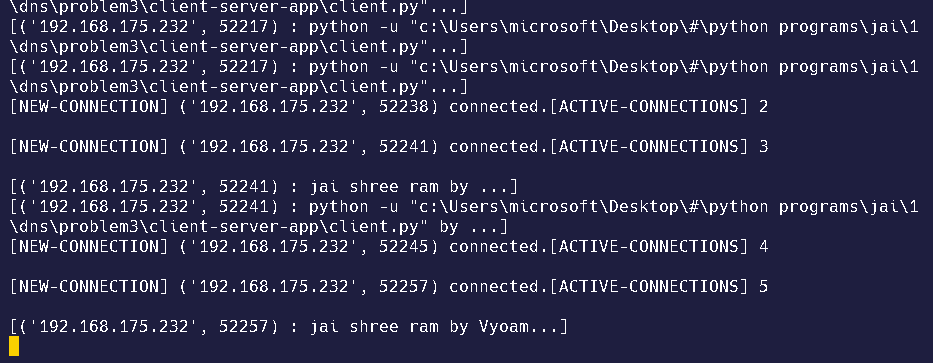 \dns\problem3\client-server-app\client.py"...]
[('192.168.175.232', 52217) : python -u "c:\Users\microsoft\Desktop\#\python programs\jai\1
\dns\problem3\client-server-app\client.py"...]
[('192.168.175.232', 52217) : python -u "c:\Users\microsoft\Desktop\#\python programs\jai\1
\dns\problem3\client-server-app\client.py"...]
[NEW-CONNECTION] ('192.168.175.232', 52238) connected.[ACTIVE-CONNECTIONS] 2
[NEW-CONNECTION] ('192.168.175.232', 52241) connected.[ACTIVE-CONNECTIONS] 3
[('192.168.175.232', 52241) : jai shree ram by ...]
[('192.168.175.232', 52241) : python -u "c:\Users\microsoft\Desktop\#\python programs\jai\1
\dns\problem3\client-server-app\client.py" by ...]
[NEW-CONNECTION] ('192.168.175.232', 52245) connected.[ACTIVE-CONNECTIONS] 4
[NEW-CONNECTION] ('192.168.175.232', 52257) connected.[ACTIVE-CONNECTIONS] 5
[('192.168.175.232', 52257) : jai shree ram by Vyoam...]